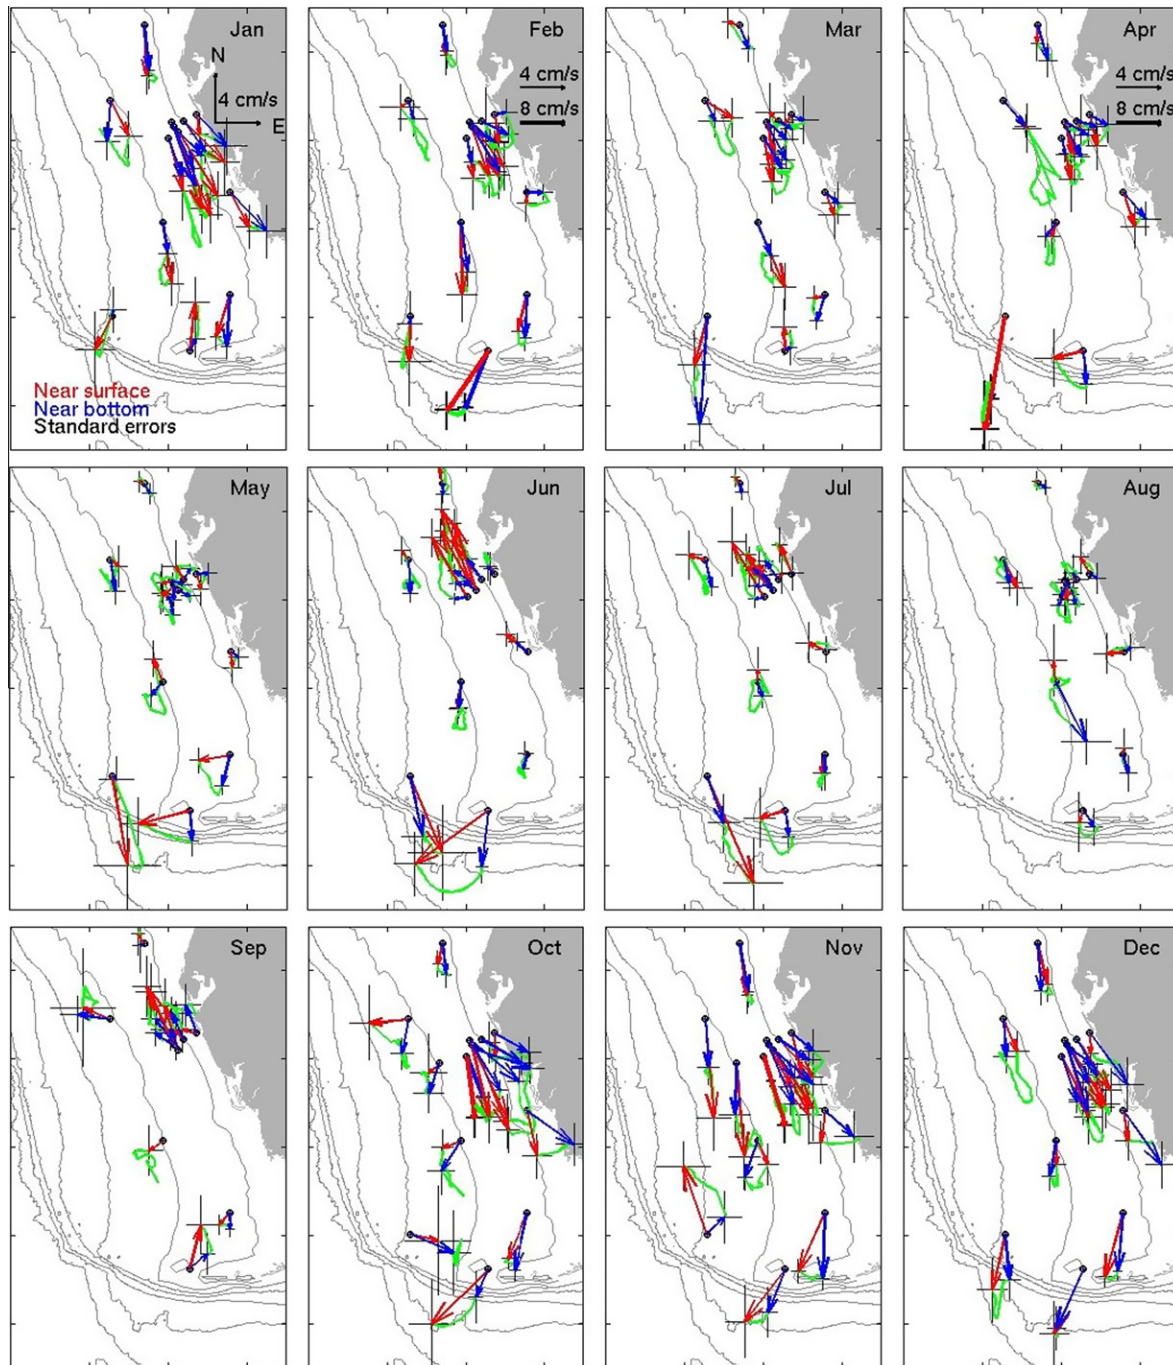 Jan
N
4 cm/s
E
Near surface
Near bottom
Standard errors
Feb
4 cm/s
8 cm/s
Mar
Apr
4 cm/s
8 cm/s
May
Jun
Jul
Aug
Sep
Oct
Nov
Dec